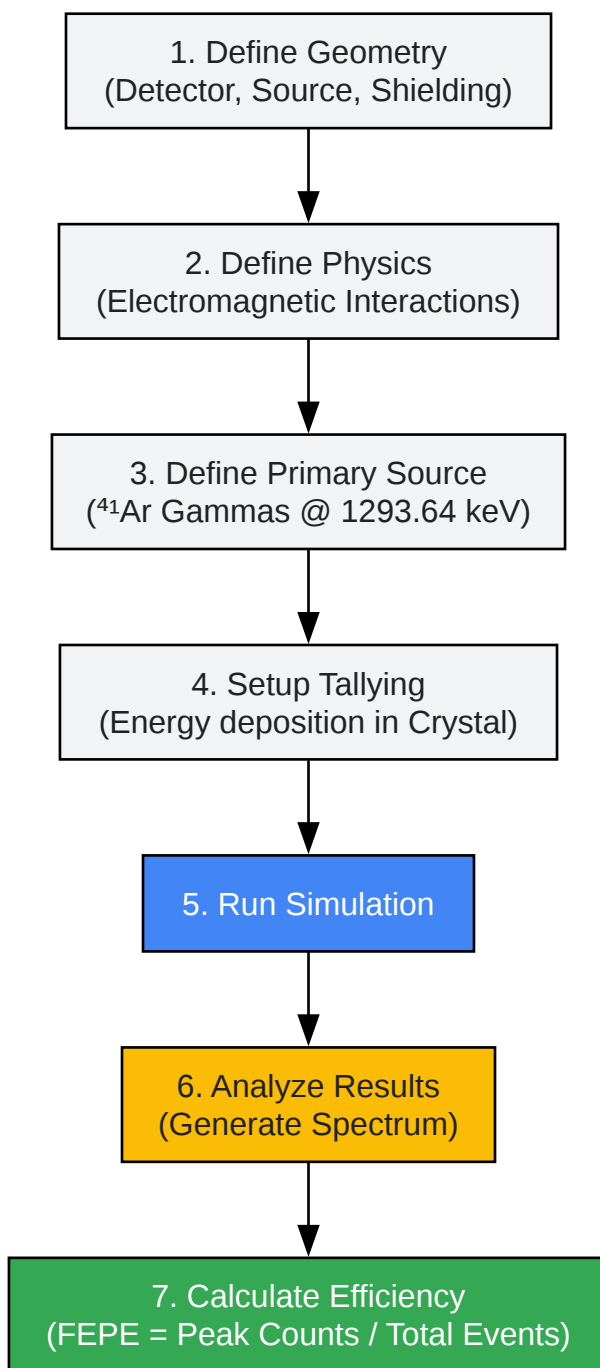 1. Define Geometry
(Detector, Source, Shielding)
2. Define Physics
(Electromagnetic Interactions)
3. Define Primary Source
(⁴¹Ar Gammas @ 1293.64 keV)
4. Setup Tallying
(Energy deposition in Crystal)
5. Run Simulation
6. Analyze Results
(Generate Spectrum)
7. Calculate Efficiency
(FEPE = Peak Counts / Total Events)